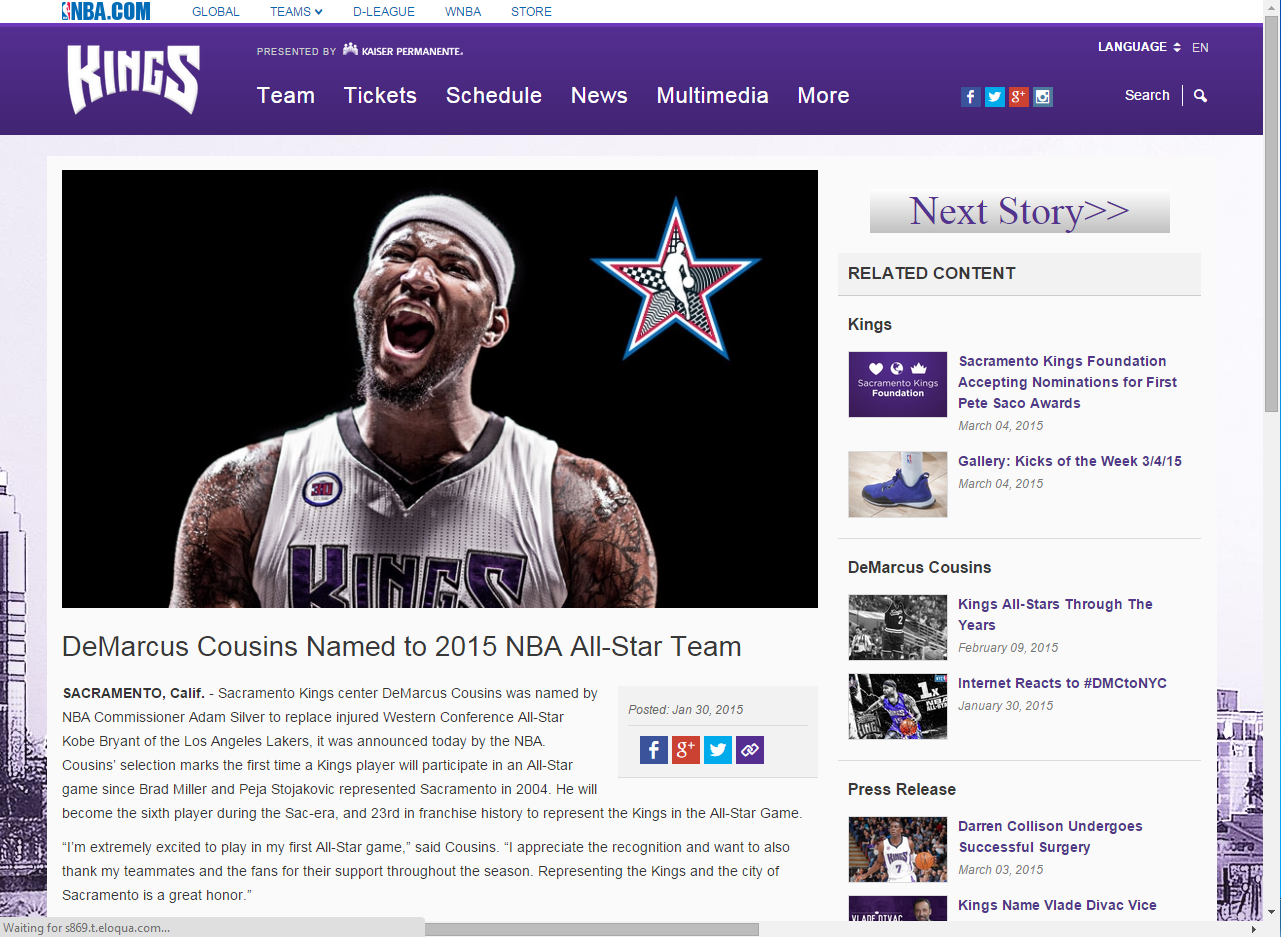 NBA.COM GLOBAL TEAMS D-LEAGUE WNBA STORE
KINGS
PRESENTED BY KAISER PERMANENTE.
LANGUAGE EN
Team Tickets Schedule News Multimedia More
f g+ Search
Next Story>>
RELATED CONTENT
Kings
Sacramento Kings
Foundation
Sacramento Kings Foundation
Accepting Nominations for First
Pete Saco Awards
March 04, 2015
Gallery: Kicks of the Week 3/4/15
March 04, 2015
30
KINGS
DeMarcus Cousins
2
Kings All-Stars Through The
Years
February 09, 2015
1x
Internet Reacts to #DMCtoNYC
January 30, 2015
Press Release
KINGS
7
Darren Collison Undergoes
Successful Surgery
March 03, 2015
VLADE DIVAC
Kings Name Vlade Divac Vice
DeMarcus Cousins Named to 2015 NBA All-Star Team
SACRAMENTO, Calif. - Sacramento Kings center DeMarcus Cousins was named by
NBA Commissioner Adam Silver to replace injured Western Conference All-Star
Kobe Bryant of the Los Angeles Lakers, it was announced today by the NBA.
Cousins’ selection marks the first time a Kings player will participate in an All-Star
game since Brad Miller and Peja Stojakovic represented Sacramento in 2004. He will
become the sixth player during the Sac-era, and 23rd in franchise history to represent the Kings in the All-Star Game.
Posted: Jan 30, 2015
f g+
“I’m extremely excited to play in my first All-Star game,” said Cousins. “I appreciate the recognition and want to also
thank my teammates and the fans for their support throughout the season. Representing the Kings and the city of
Sacramento is a great honor.”
Waiting for s869.t.eloqua.com...